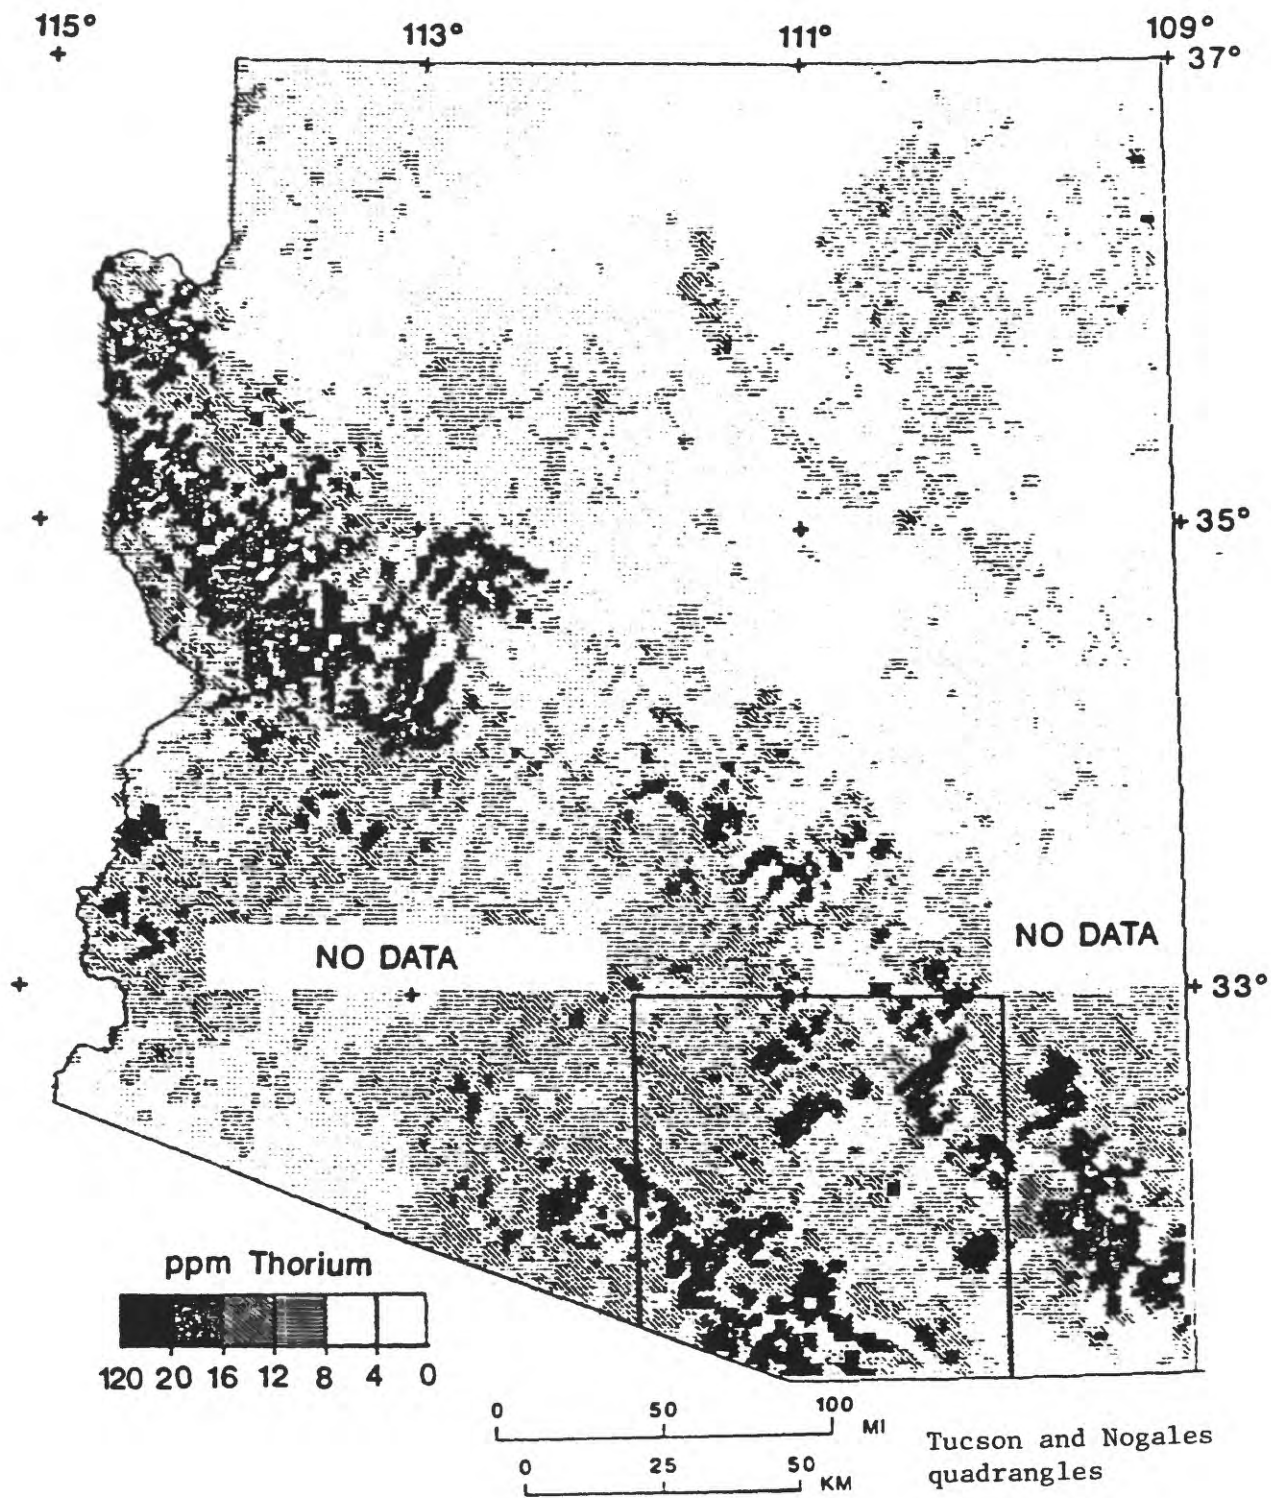 115° 113° 111° 109°
37°
35°
NO DATA
NO DATA
33°
ppm Thorium
120 20 16 12 8 4 0
0 50 100
MI
0 25 50
KM
Tucson and Nogales
quadrangles